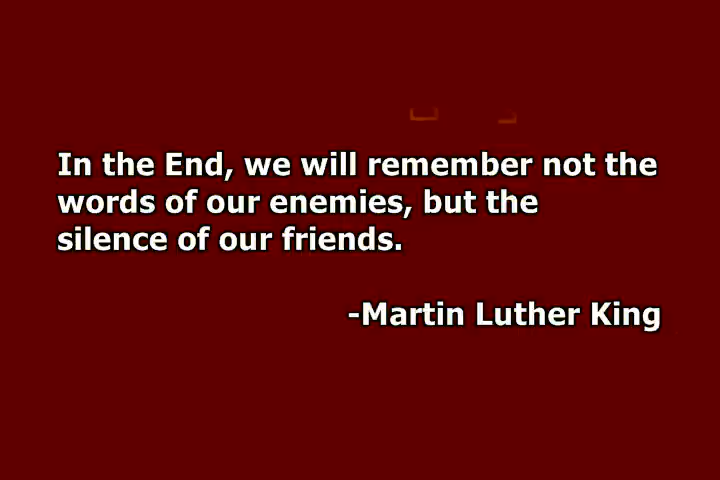 In the End, we will remember not the
words of our enemies, but the
silence of our friends.
-Martin Luther King